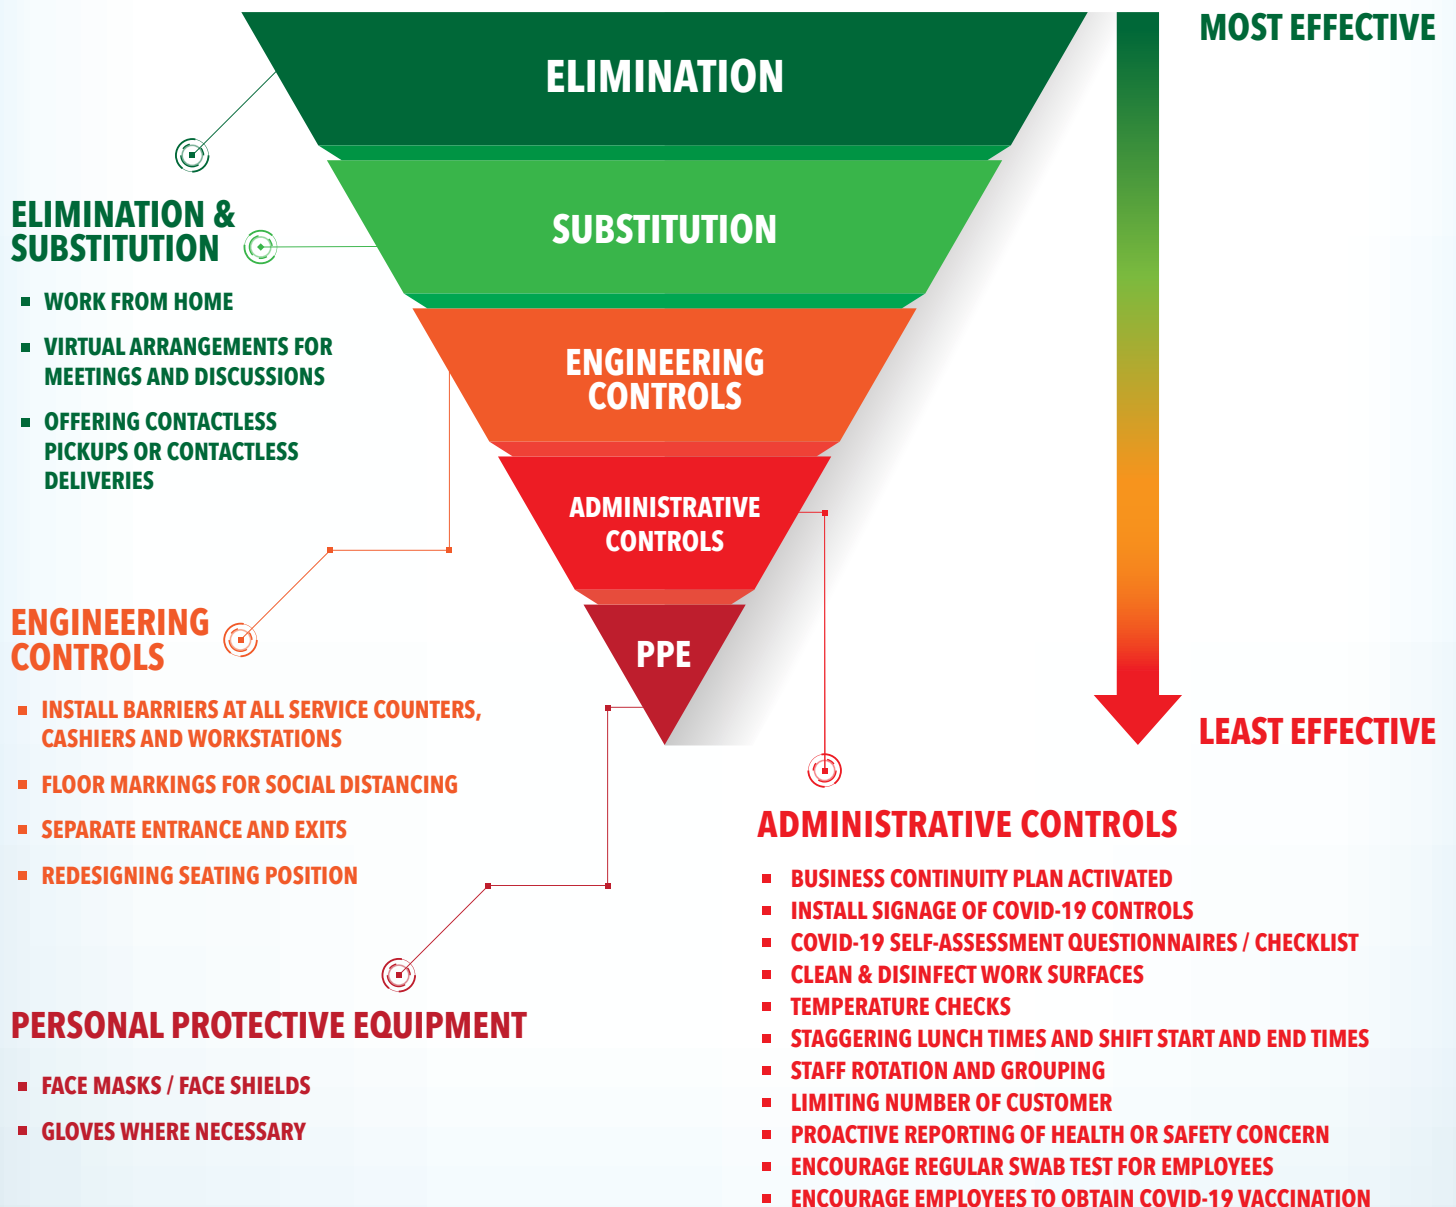 MOST EFFECTIVE
ELIMINATION
SUBSTITUTION
ENGINEERING
CONTROLS
ADMINISTRATIVE
CONTROLS
PPE
LEAST EFFECTIVE
ELIMINATION &
SUBSTITUTION
WORK FROM HOME
VIRTUAL ARRANGEMENTS FOR
MEETINGS AND DISCUSSIONS
OFFERING CONTACTLESS
PICKUPS OR CONTACTLESS
DELIVERIES
ENGINEERING
CONTROLS
INSTALL BARRIERS AT ALL SERVICE COUNTERS,
CASHIERS AND WORKSTATIONS
FLOOR MARKINGS FOR SOCIAL DISTANCING
SEPARATE ENTRANCE AND EXITS
REDESIGNING SEATING POSITION
PERSONAL PROTECTIVE EQUIPMENT
FACE MASKS / FACE SHIELDS
GLOVES WHERE NECESSARY
ADMINISTRATIVE CONTROLS
BUSINESS CONTINUITY PLAN ACTIVATED
INSTALL SIGNAGE OF COVID-19 CONTROLS
COVID-19 SELF-ASSESSMENT QUESTIONNAIRES / CHECKLIST
CLEAN & DISINFECT WORK SURFACES
TEMPERATURE CHECKS
STAGGERING LUNCH TIMES AND SHIFT START AND END TIMES
STAFF ROTATION AND GROUPING
LIMITING NUMBER OF CUSTOMER
PROACTIVE REPORTING OF HEALTH OR SAFETY CONCERN
ENCOURAGE REGULAR SWAB TEST FOR EMPLOYEES
ENCOURAGE EMPLOYEES TO OBTAIN COVID-19 VACCINATION